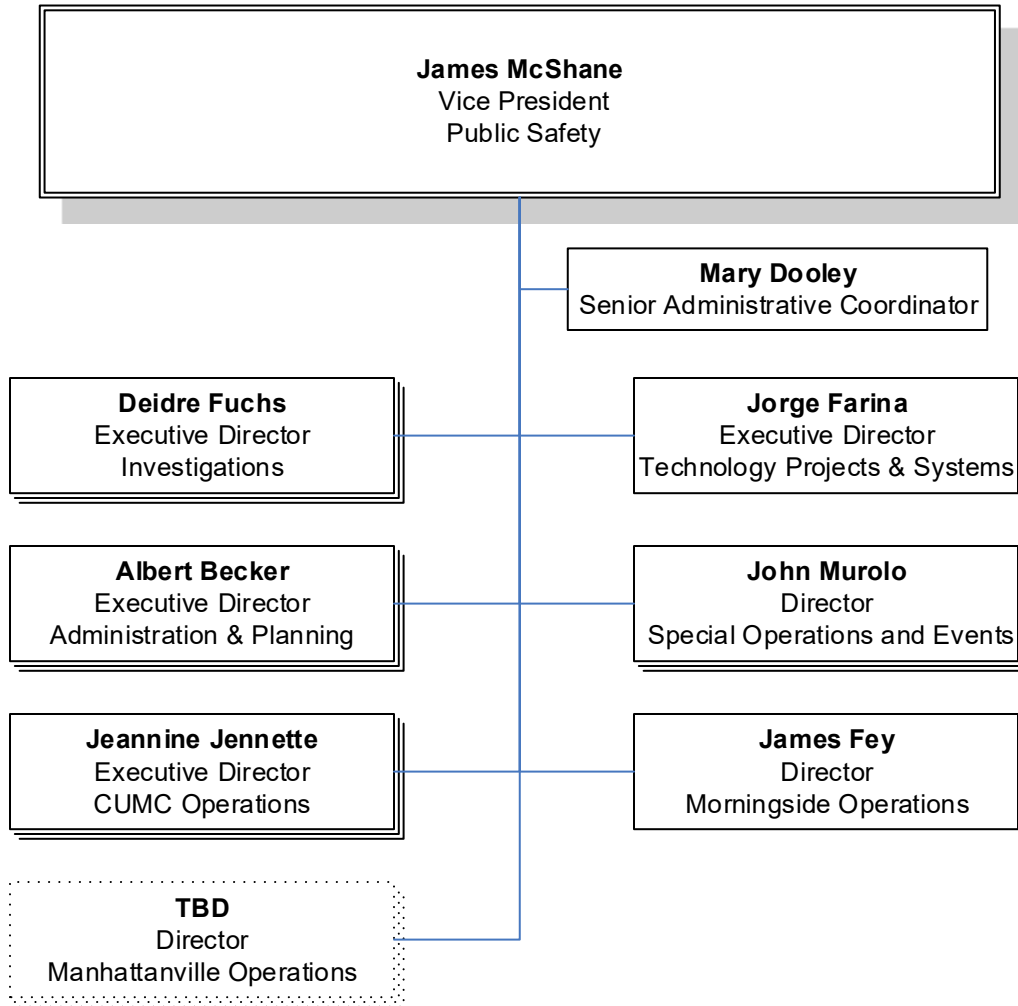 James McShane
Vice President
Public Safety
Mary Dooley
Senior Administrative Coordinator
Deidre Fuchs
Executive Director
Investigations
Jorge Farina
Executive Director
Technology Projects & Systems
Albert Becker
Executive Director
Administration & Planning
John Murolo
Director
Special Operations and Events
Jeannine Jennette
Executive Director
CUMC Operations
James Fey
Director
Morningside Operations
TBD
Director
Manhattanville Operations